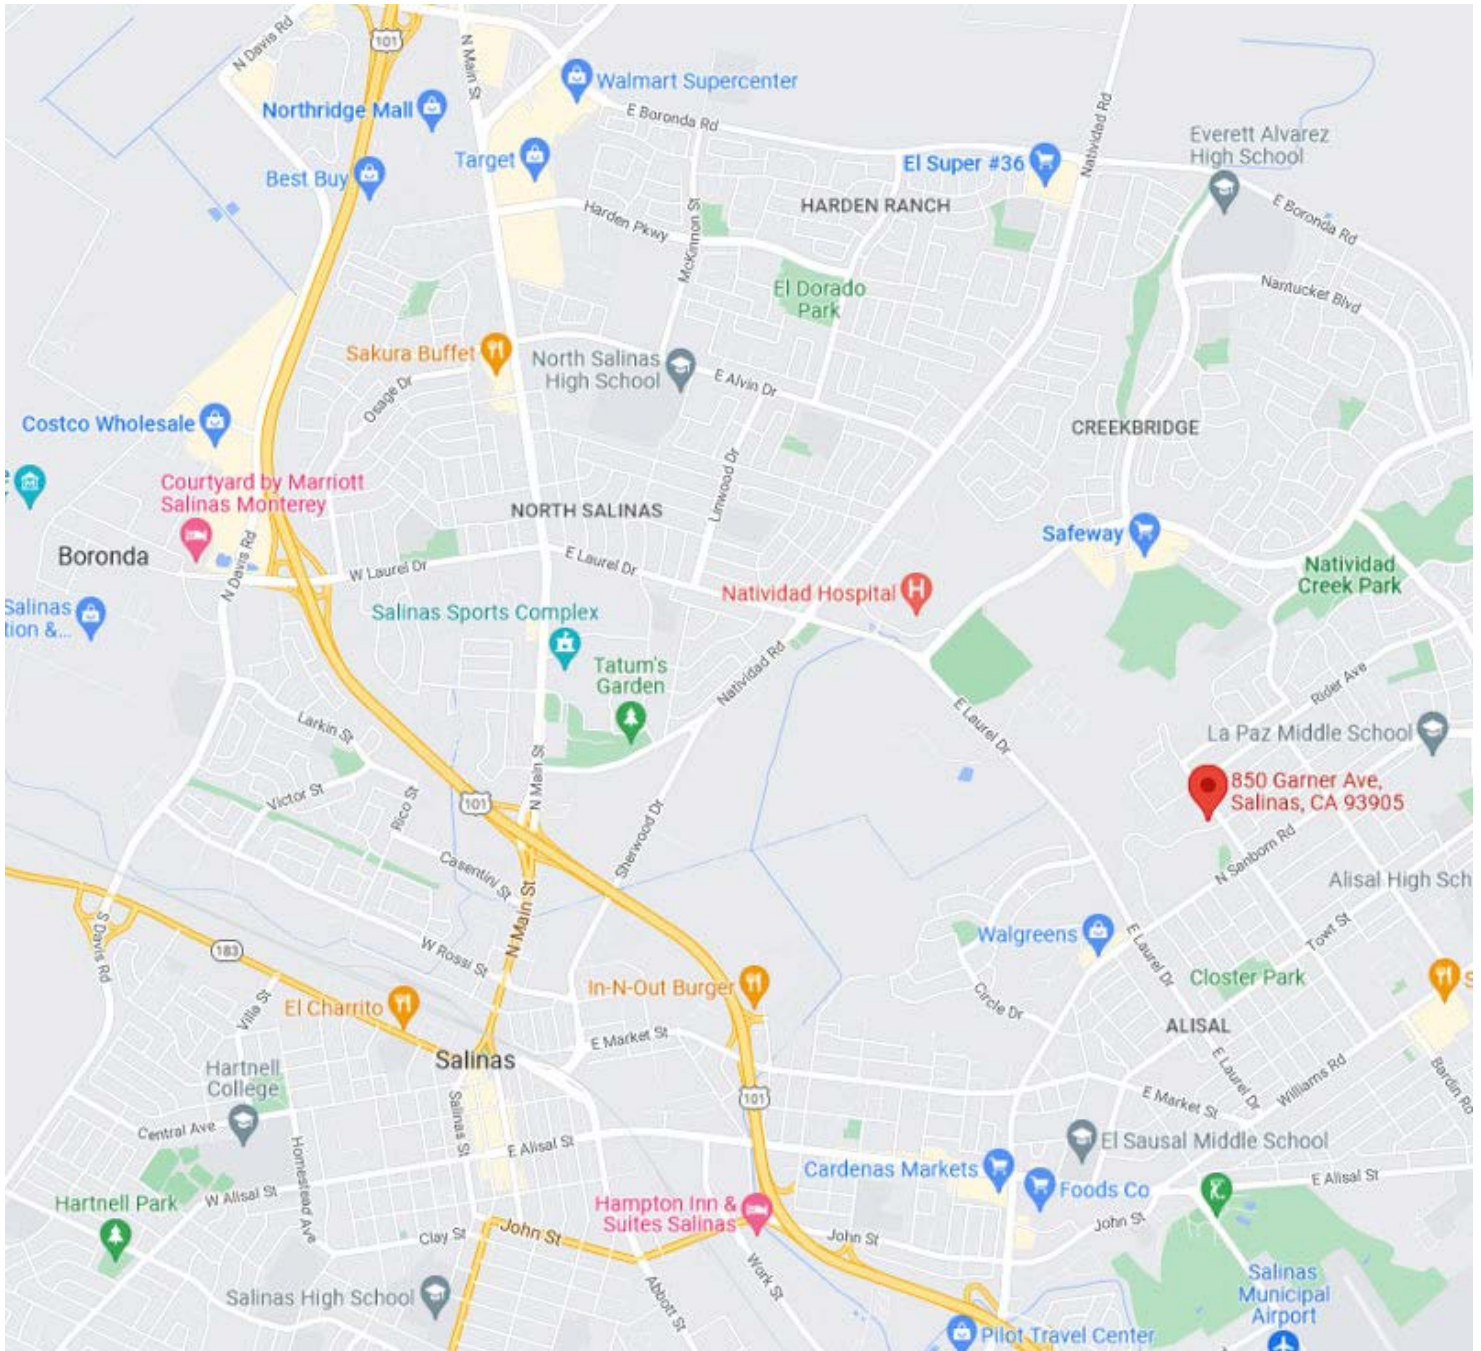 N Davis Rd
101
N Main St
Walmart Supercenter
Northridge Mall
E Boronda Rd
Natividad Rd
Everett Alvarez
High School
Target
El Super #36
Best Buy
HARDEN RANCH
Harden Pkwy
McKinnon St
E Boronda Rd
El Dorado
Park
Nantucket Blvd
Sakura Buffet
North Salinas
High School
E Alvin Dr
Osage Dr
Costco Wholesale
CREEKBRIDGE
Courtyard by Marriott
Salinas Monterey
Linwood Dr
NORTH SALINAS
Safeway
Boronda
N Davis Rd
W Laurel Dr
E Laurel Dr
Natividad
Creek Park
Natividad Hospital
Salinas
tion &...
Salinas Sports Complex
Tatum's
Garden
Natividad Rd
Rider Ave
E Laurel Dr
Larkin St
La Paz Middle School
N Main St
850 Garner Ave,
Salinas, CA 93905
Victor St
101
Rico St
Sherwood Dr
N Sanborn Rd
Casentini St
Alisal High Sch
N Main St
S Davis Rd
183
W Rossi St
Walgreens
E Laurel Dr
Towt St
Closter Park
S
In-N-Out Burger
El Charrito
Villa St
Circle Dr
ALISAL
E Market St
Salinas
Hartnell
College
E Laurel Dr
Williams Rd
Bardin Rd
101
E Market St
Salinas St
Central Ave
Homestead Ave
E Alisal St
El Sausal Middle School
Cardenas Markets
Foods Co
E Alisal St
W Alisal St
Hartnell Park
Hampton Inn &
Suites Salinas
John St
John St
John St
Clay St
Work St
Abbott St
Salinas High School
Salinas
Municipal
Airport
Pilot Travel Center